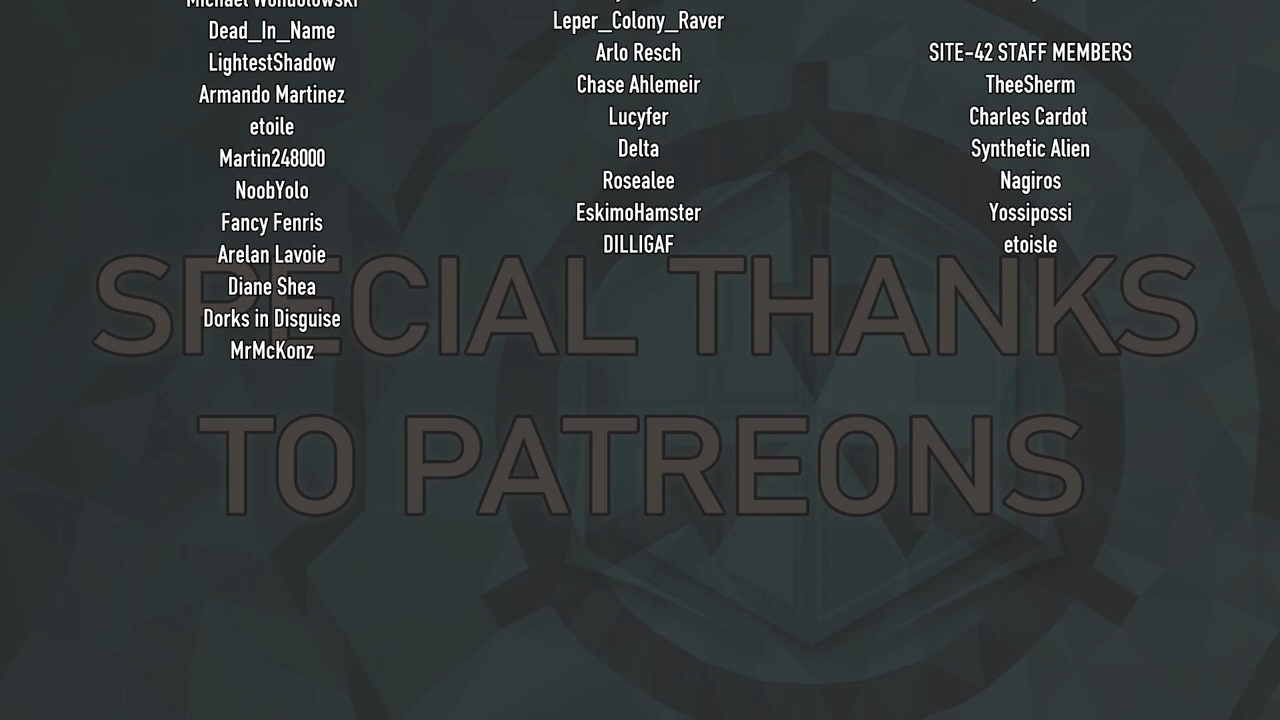 Dead_In_Name
LightestShadow
Armando Martinez
etoile
Martin248000
NoobYolo
Fancy Fenris
Arelan Lavoie
Diane Shea
Dorks in Disguise
MrMcKonz
Leper_Colony_Raver
Arlo Resch
Chase Ahlemeir
Lucyfer
Delta
Rosealee
EskimoHamster
DILLIGAF
SITE-42 STAFF MEMBERS
TheeSherm
Charles Cardot
Synthetic Alien
Nagiros
Yossipossi
etoisle
SPECIAL THANKS
TO PATREONS